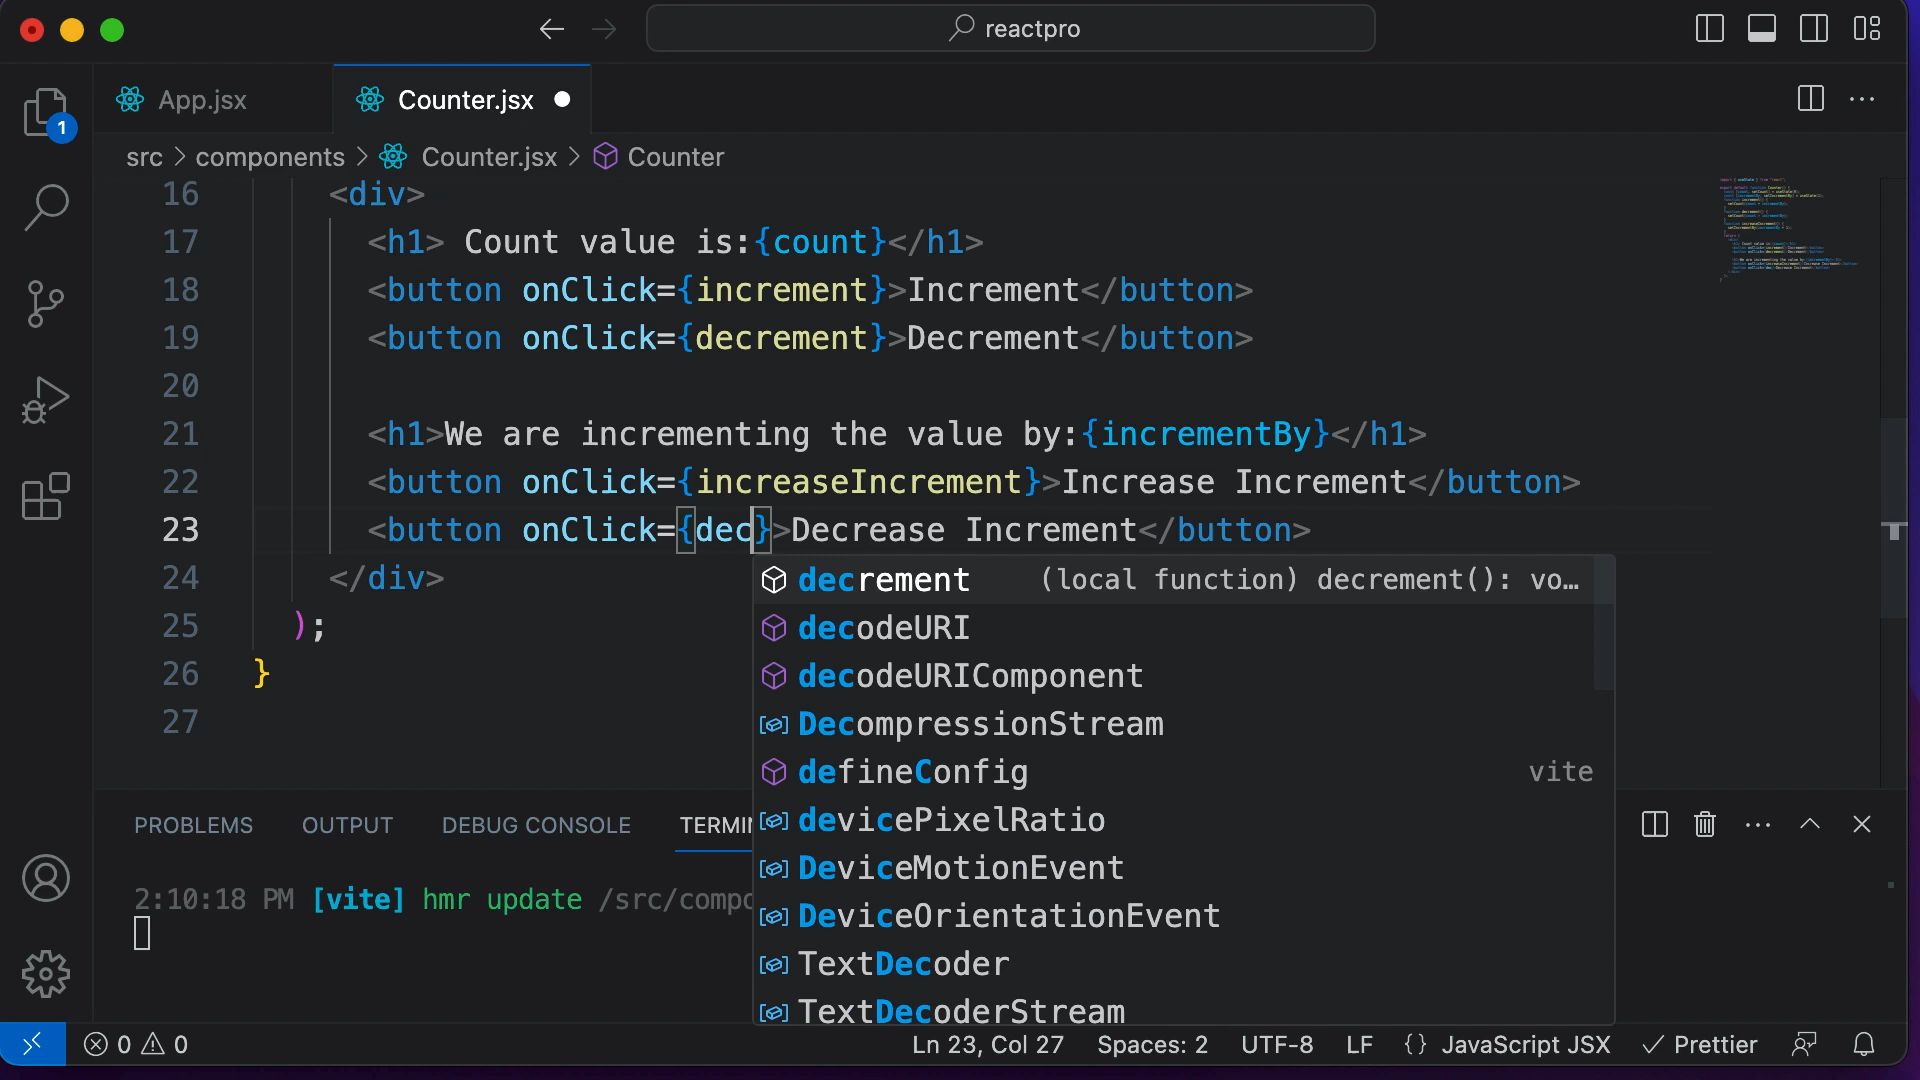 reactpro
App.jsx
Counter.jsx
1
src > components > Counter.jsx > Counter
16 <div>
17 <h1> Count value is:{count}</h1>
18 <button onClick={increment}>Increment</button>
19 <button onClick={decrement}>Decrement</button>
20
21 <h1>We are incrementing the value by:{incrementBy}</h1>
22 <button onClick={increaseIncrement}>Increase Increment</button>
23 <button onClick={dec}>Decrease Increment</button>
24 </div>
25 );
26 }
27
decrement (local function) decrement(): vo…
decodeURI
decodeURIComponent
DecompressionStream
defineConfig vite
devicePixelRatio
DeviceMotionEvent
DeviceOrientationEvent
TextDecoder
TextDecoderStream
PROBLEMS OUTPUT DEBUG CONSOLE TERMI
2:10:18 PM [vite] hmr update /src/compo
0 0 Ln 23, Col 27 Spaces: 2 UTF-8 LF {} JavaScript JSX Prettier